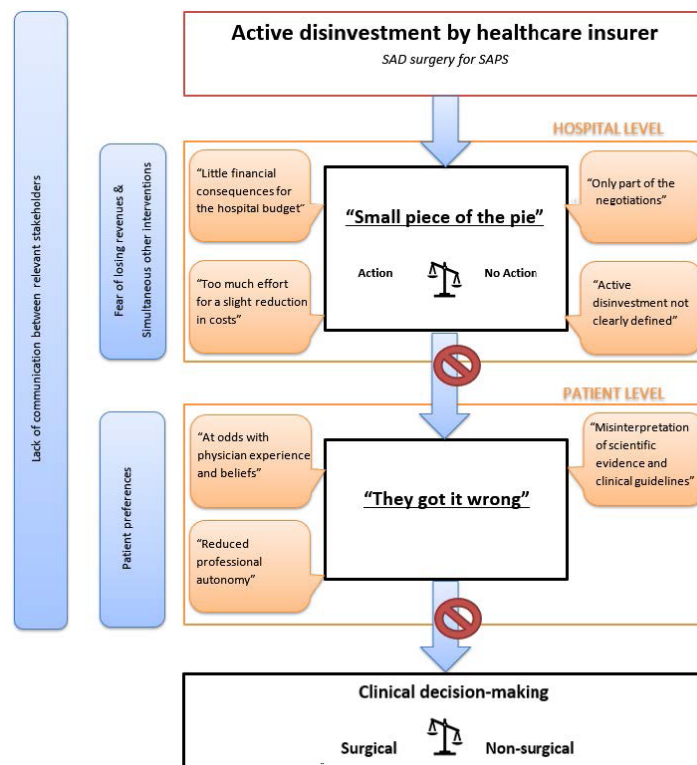 Active disinvestment by healthcare insurer
SAD surgery for SAPS
Lack of communication between relevant stakeholders
HOSPITAL LEVEL
Fear of losing revenues &
Simultaneous other interventions
“Little financial
consequences for
the hospital budget”
“Too much effort
for a slight reduction
in costs”
“Small piece of the pie”
Action
No Action
“Only part of the
negotiations”
“Active
disinvestment not
clearly defined”
PATIENT LEVEL
Patient preferences
“At odds with
physician experience
and beliefs”
“Reduced
professional
autonomy”
“They got it wrong”
“Misinterpretation
of scientific
evidence and
clinical guidelines”
Clinical decision-making
Surgical
Non-surgical